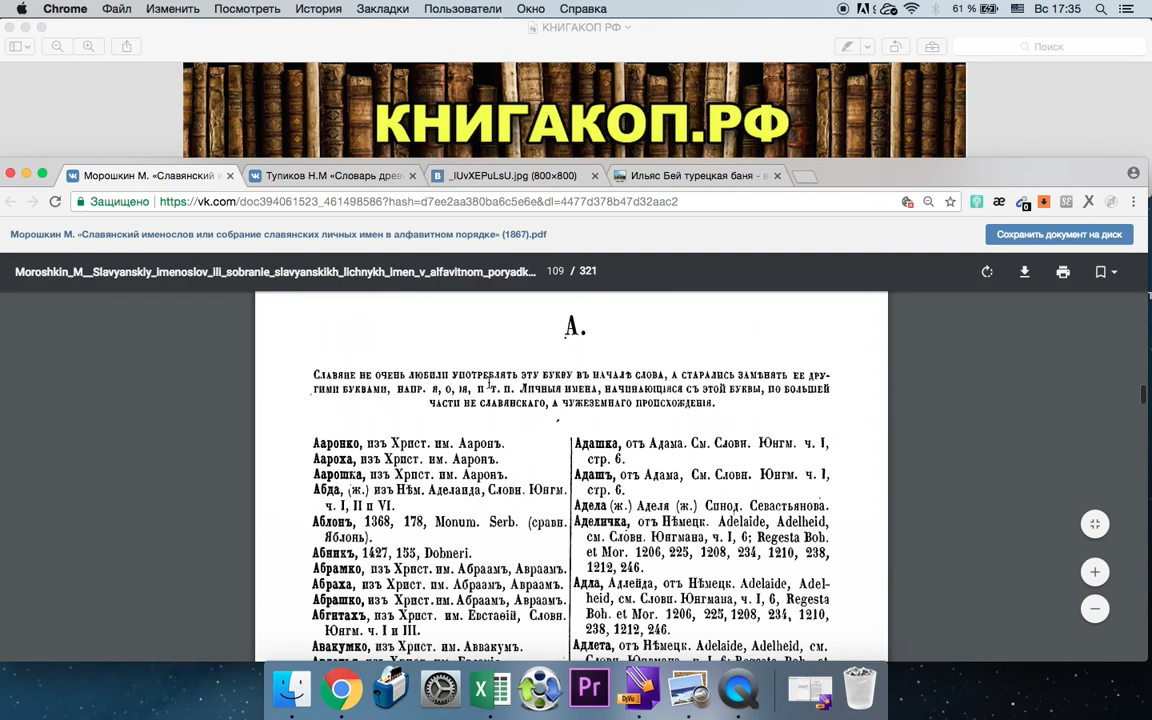 Chrome Файл Изменить Посмотреть История Закладки Пользователи Окно Справка 61 % Вс 17:35
КНИГАКОП РФ
Поиск
КНИГАКОП.РФ
Морошкин М. «Славянский и Тупиков Н.М «Словарь древ _lUvXEPuLsU.jpg (800×800) Ильяс Бей турецкая баня - в
Защищено https://vk.com/doc394061523_461498586?hash=d7ee2aa380ba6c5e6e&dl=4477d378b47d32aac2
Морошкин М. «Славянский именослов или собрание славянских личных имен в алфавитном порядке» (1867).pdf Сохранить документ на диск
Moroshkin_M__Slavyanskiy_imenoslov_ili_sobranie_slavyanskikh_lichnykh_imen_v_alfavitnom_poryadk... 109 / 321
А.
Славяне не очень любили употреблять эту букву въ началѣ слова, а старались замѣнять ее дру-
гими буквами, напр. я, о, ія, и т. п. Личныя имена, начинающіяся съ этой буквы, по большей
части не славянскаго, а чужеземнаго происхожденія.
Ааронко, изъ Христ. им. Ааронъ.
Аароха, изъ Христ. им. Ааронъ.
Аарошка, изъ Христ. им. Ааронъ.
Абда, (ж.) изъ Нѣм. Аделаида, Словн. Юнгм.
ч. I, II и VI.
Аблонъ, 1368, 178, Monum. Serb. (сравн.
Яблонь).
Абникъ, 1427, 155, Dobneri.
Абрамко, изъ Христ. им. Абраамъ, Авраамъ.
Абраха, изъ Христ. им. Абраамъ, Авраамъ.
Абрашко, изъ Христ. им. Абраамъ, Авраамъ.
Абгитахъ, изъ Христ. им. Евстаѳій, Словн.
Юнгм. ч. I и III.
Авакумко, изъ Христ. им. Аввакумъ.
Адашка, отъ Адама. См. Словн. Юнгм. ч. I,
стр. 6.
Адашъ, отъ Адама, См. Словн. Юнгм. ч. I,
стр. 6.
Адела (ж.) Аделя (ж.) Синод. Севастьянова.
Аделичка, отъ Нѣмецк. Adelaide, Adelheid,
см. Словн. Юнгмана, ч. I, 6; Regesta Boh.
et Mor. 1206, 225, 1208, 234, 1210, 238,
1212, 246.
Адла, Адлейда, отъ Нѣмецк. Adelaide, Adel-
heid, см. Словн. Юнгмана, ч. I, 6, Regesta
Boh. et Mor. 1206, 225, 1208, 234, 1210,
238, 1212, 246.
Адлета, отъ Нѣмецк. Adelaide, Adelheid, см.